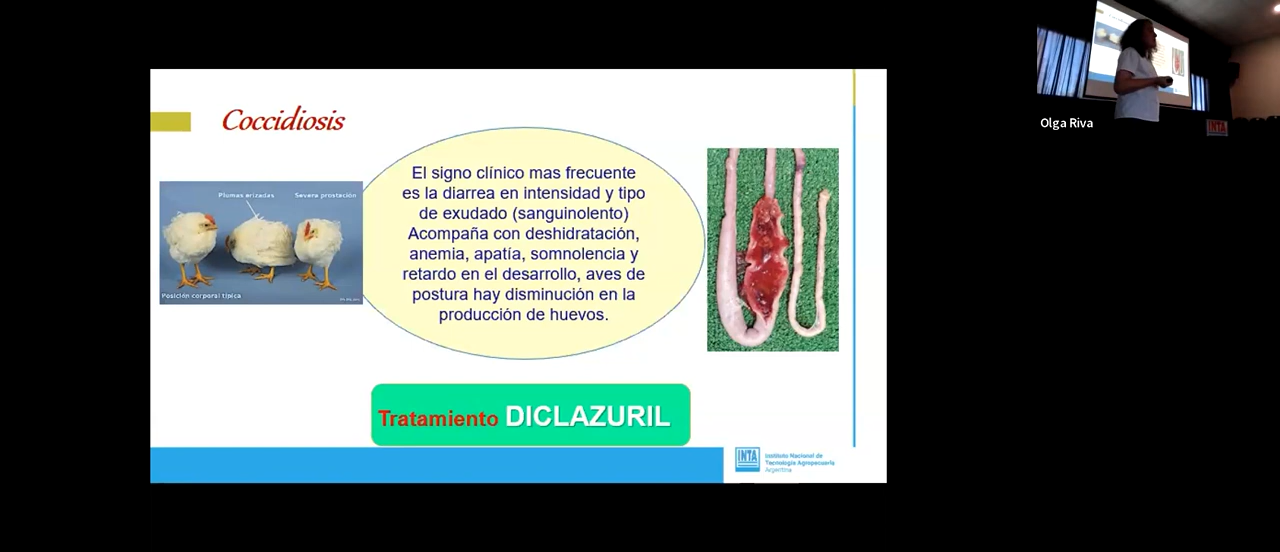 Coccidiosis
Plumas erizadas
Severa prostación
Posición corporal típica
El signo clínico mas frecuente
es la diarrea en intensidad y tipo
de exudado (sanguinolento)
Acompaña con deshidratación,
anemia, apatía, somnolencia y
retardo en el desarrollo, aves de
postura hay disminución en la
producción de huevos.
Tratamiento DICLAZURIL
INTA
Instituto Nacional de
Tecnología Agropecuaria
Argentina
Olga Riva
INTA